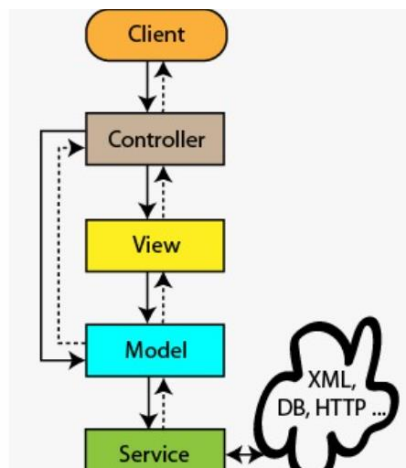 Client
Controller
View
Model
XML,
DB, HTTP ...
Service